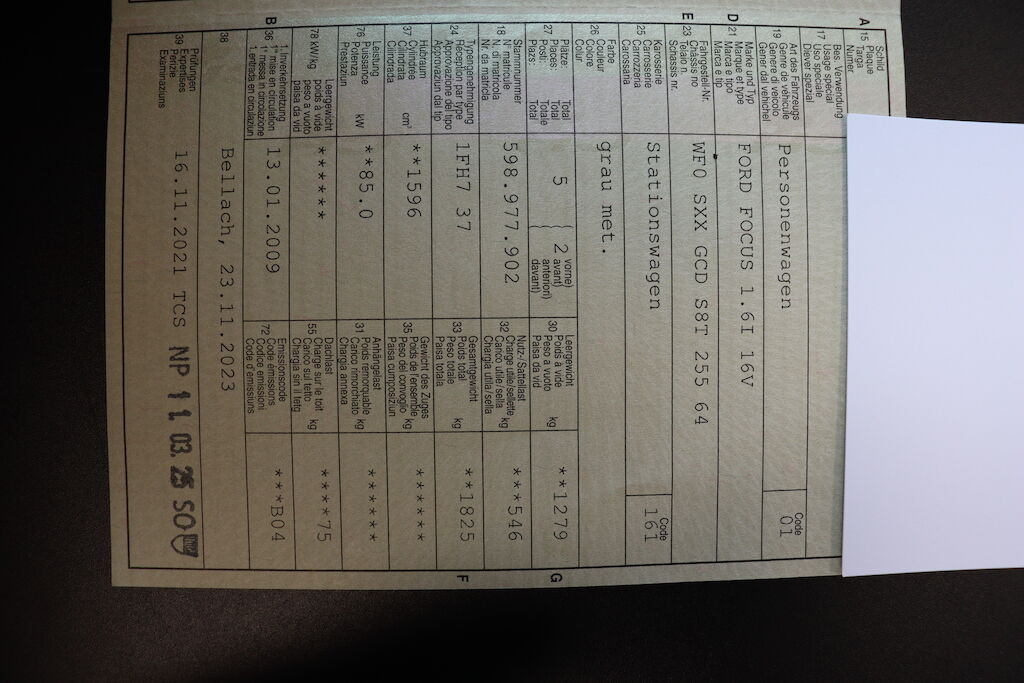 A 15 Schild
Plaque
Targa
Numer
17 Bes. Verwendung
Usage spécial
Uso speciale
Diever spezial
19 Art des Fahrzeugs
Genre de véhicule
Genere di veicolo
Gener dal vehichel
Personenwagen
Code
01
D 21 Marke und Typ
Marque et type
Marca e tipo
Marca e tip
FORD FOCUS 1.6I 16V
E 23 Fahrgestell-Nr.
Châssis no
Telaio n.
Schassis nr.
WF0 SXX GCD S8T 255 64
25 Karosserie
Carrosserie
Carrozzeria
Carossaria
Stationswagen
Code
161
26 Farbe
Couleur
Colore
Colur
grau met.
27 Plätze: Total
Places: Total
Posti: Totale
Plazs: Total
5
2
vorne)
avant)
anteriori)
davant)
30 Leergewicht
Poids à vide
Peso a vuoto kg
Paisa da vid
**1279
G
18 Stammnummer
N° matricule
N. di matricola
Nr. da matricla
598.977.902
32 Nutz-/Sattellast
Charge utile/sellette
Carico utile/sella kg
Chargia utila/sella
***546
24 Typengenehmigung
Réception par type
Approvazione del tipo
Approvaziun dal tip
1FH7 37
33 Gesamtgewicht
Poids total
Peso totale kg
Paisa totala
**1825
F
37 Hubraum
Cylindrée
Cilindrata cm³
Cilindrada
**1596
35 Gewicht des Zuges
Poids de l'ensemble
Peso del convoglio kg
Paisa cumposiziun
******
76 Leistung
Puissance
Potenza kW
Prestaziun
**85.0
31 Anhängelast
Poids remorquable
Carico rimorchiato kg
Chargia annexa
******
78 kW/kg
Leergewicht
poids à vide
peso a vuoto
paisa da vid
******
55 Dachlast
Charge sur le toit
Carico sul tetto kg
Chargia sin il tetg
****75
B 36 1. Inverkehrsetzung
1re mise en circulation
1a messa in circolazione
1. entrada en circulaziun
13.01.2009
72 Emissionscode
Code émissions
Codice emissioni
Code d'emissiuns
***B04
38
Bellach, 23.11.2023
39 Prüfungen
Expertises
Perizie
Examinaziuns
16.11.2021 TCS NP 11.03.25 SO